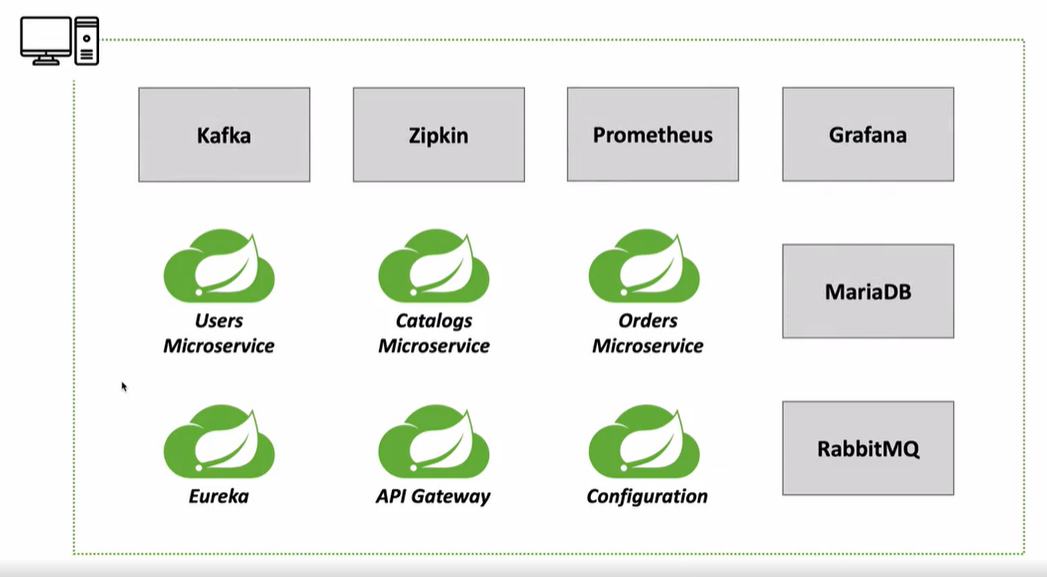 Kafka
Zipkin
Prometheus
Grafana
Users
Microservice
Catalogs
Microservice
Orders
Microservice
MariaDB
Eureka
API Gateway
Configuration
RabbitMQ